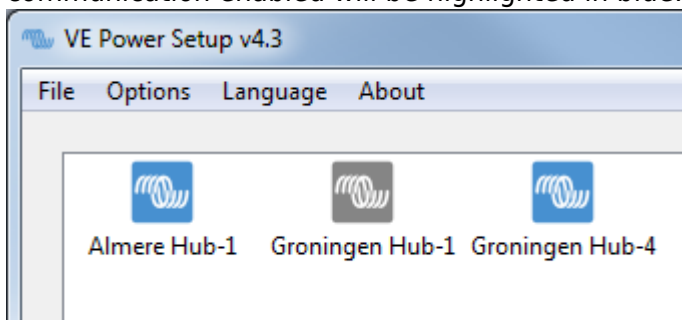 communication enabled will be highlighted in blue.
VE Power Setup v4.3
File Options Language About
Almere Hub-1 Groningen Hub-1 Groningen Hub-4